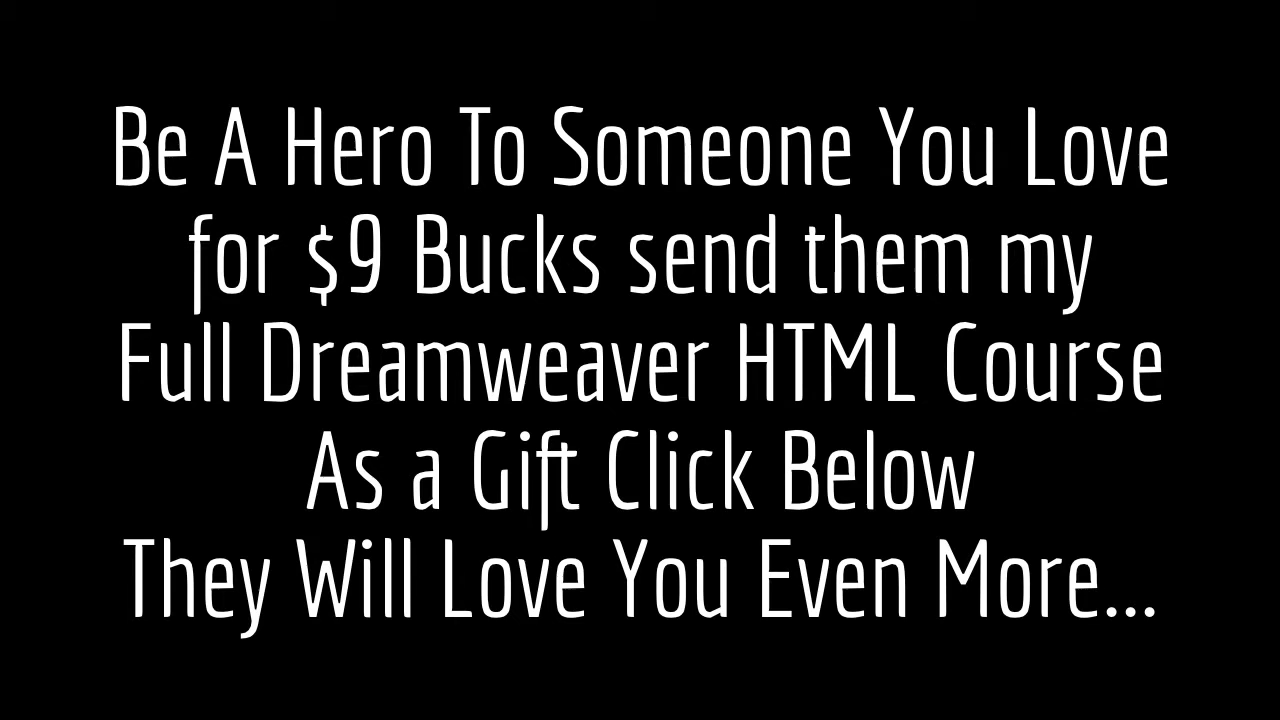 Be A Hero To Someone You Love
for $9 Bucks send them my
Full Dreamweaver HTML Course
As a Gift Click Below
They Will Love You Even More...